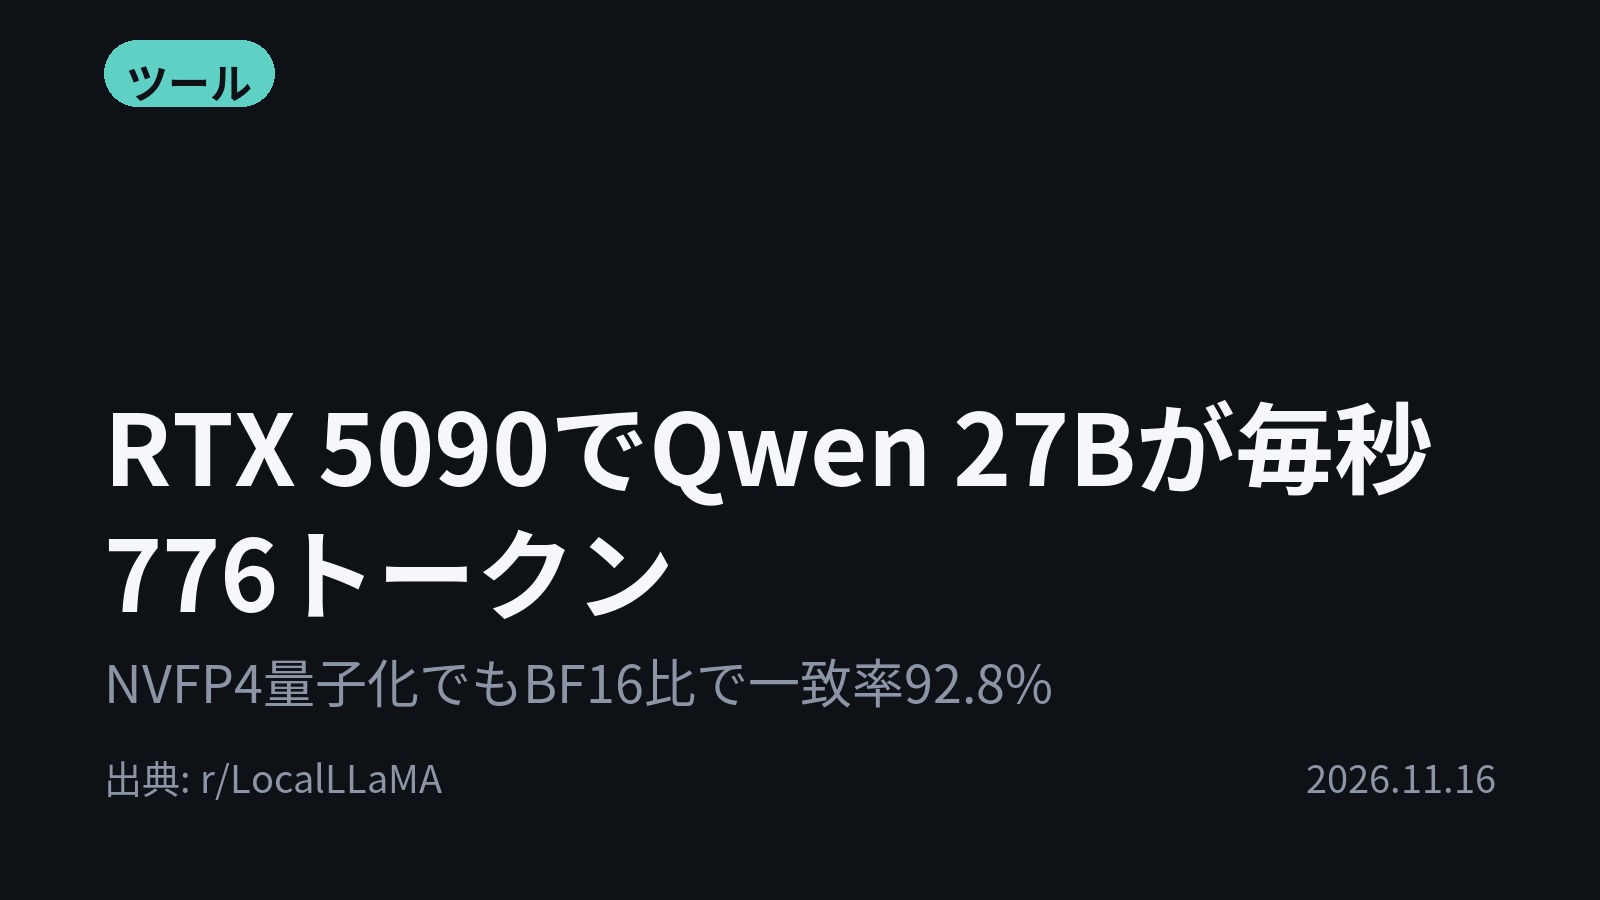 ツール
RTX 5090でQwen 27Bが毎秒
776トークン
NVFP4量子化でもBF16比で一致率92.8%
出典: r/LocalLLaMA
2026.11.16